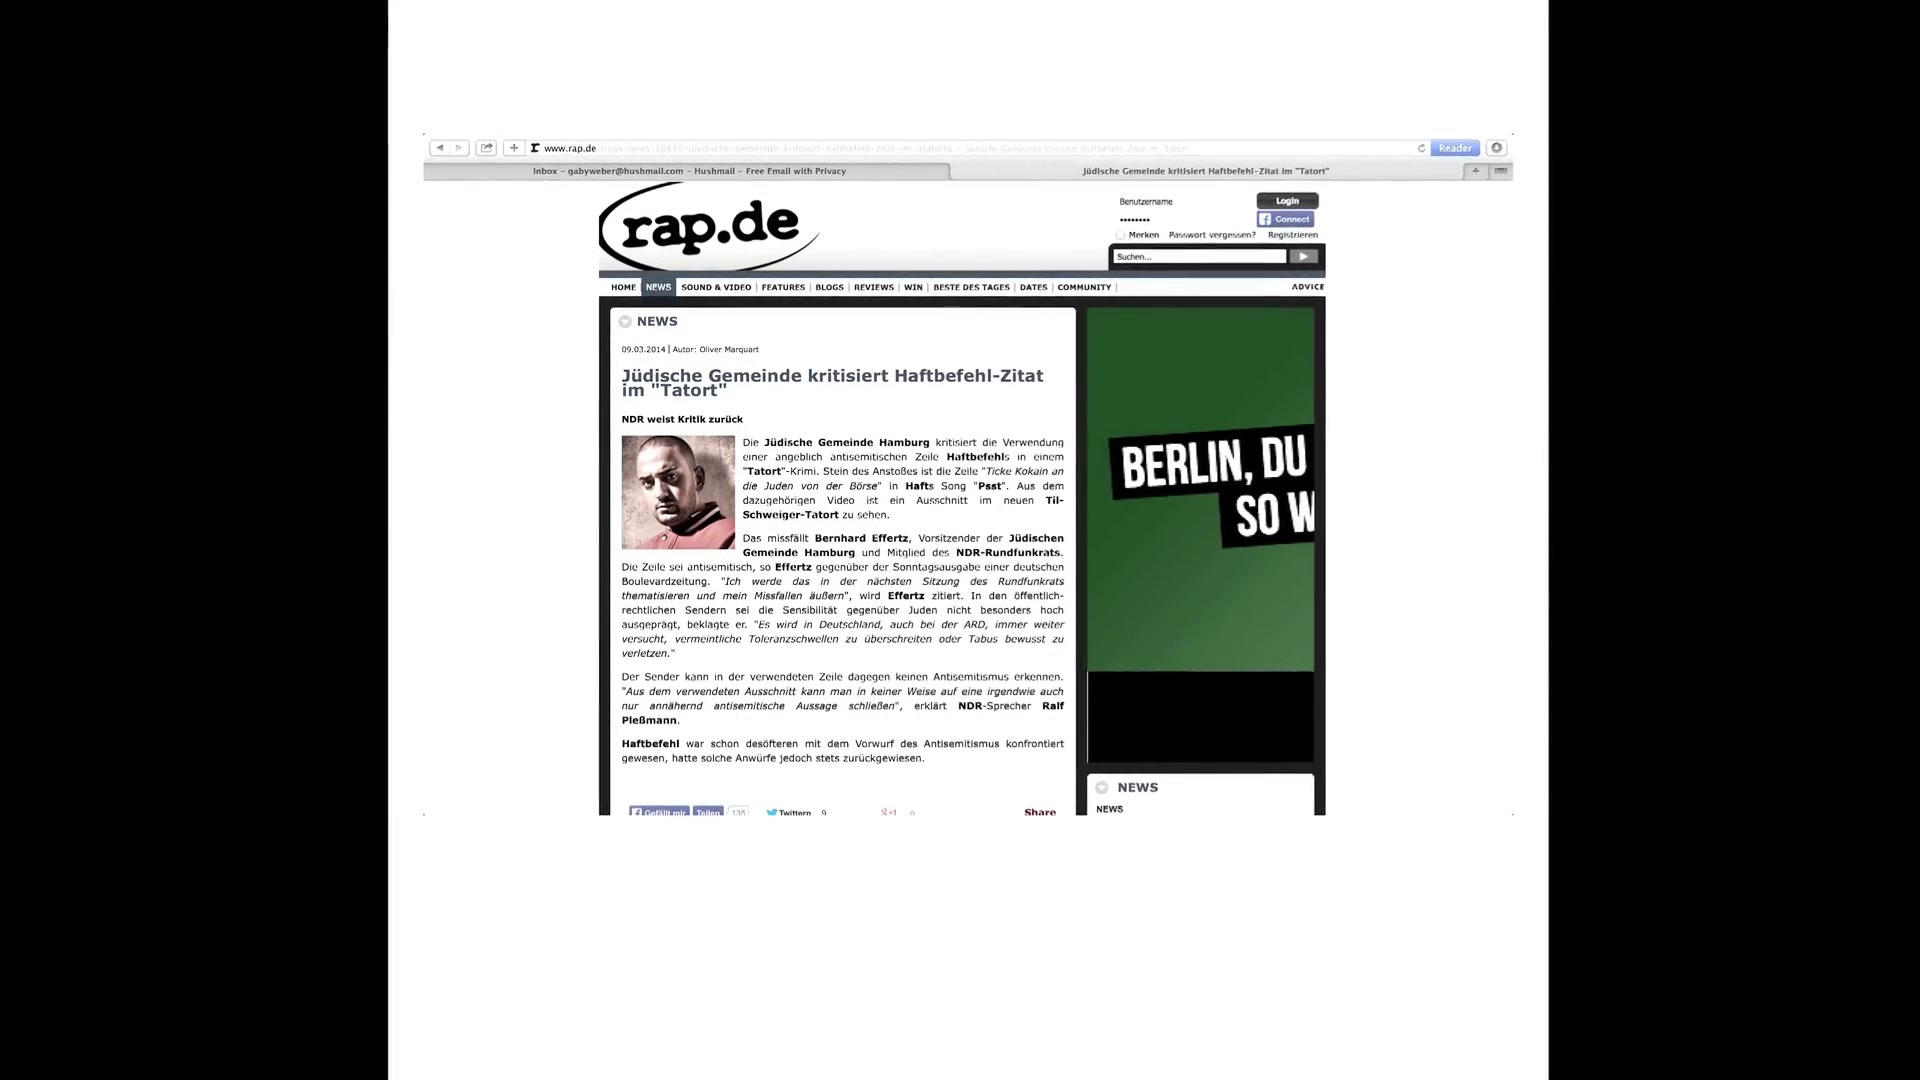 www.rap.de
Reader
Inbox – gabyweber@hushmail.com – Hushmail – Free Email with Privacy
Jüdische Gemeinde kritisiert Haftbefehl-Zitat im "Tatort"
rap.de
Benutzername
Login
Connect
Merken Passwort vergessen? Registrieren
Suchen...
HOME NEWS SOUND & VIDEO FEATURES BLOGS REVIEWS WIN BESTE DES TAGES DATES COMMUNITY
ADVICE
NEWS
09.03.2014 | Autor: Oliver Marquart
Jüdische Gemeinde kritisiert Haftbefehl-Zitat
im "Tatort"
NDR weist Kritik zurück
Die Jüdische Gemeinde Hamburg kritisiert die Verwendung
einer angeblich antisemitischen Zeile Haftbefehls in einem
"Tatort"-Krimi. Stein des Anstoßes ist die Zeile "Ticke Kokain an
die Juden von der Börse" in Hafts Song "Psst". Aus dem
dazugehörigen Video ist ein Ausschnitt im neuen Til-
Schweiger-Tatort zu sehen.
Das missfällt Bernhard Effertz, Vorsitzender der Jüdischen
Gemeinde Hamburg und Mitglied des NDR-Rundfunkrats.
Die Zeile sei antisemitisch, so Effertz gegenüber der Sonntagsausgabe einer deutschen
Boulevardzeitung. "Ich werde das in der nächsten Sitzung des Rundfunkrats
thematisieren und mein Missfallen äußern", wird Effertz zitiert. In den öffentlich-
rechtlichen Sendern sei die Sensibilität gegenüber Juden nicht besonders hoch
ausgeprägt, beklagte er. "Es wird in Deutschland, auch bei der ARD, immer weiter
versucht, vermeintliche Toleranzschwellen zu überschreiten oder Tabus bewusst zu
verletzen."
Der Sender kann in der verwendeten Zeile dagegen keinen Antisemitismus erkennen.
"Aus dem verwendeten Ausschnitt kann man in keiner Weise auf eine irgendwie auch
nur annähernd antisemitische Aussage schließen", erklärt NDR-Sprecher Ralf
Pleßmann.
Haftbefehl war schon desöfteren mit dem Vorwurf des Antisemitismus konfrontiert
gewesen, hatte solche Anwürfe jedoch stets zurückgewiesen.
Gefällt mir Teilen 135 Twittern 9 g+1 0 Share
BERLIN, DU
SO W
NEWS
NEWS